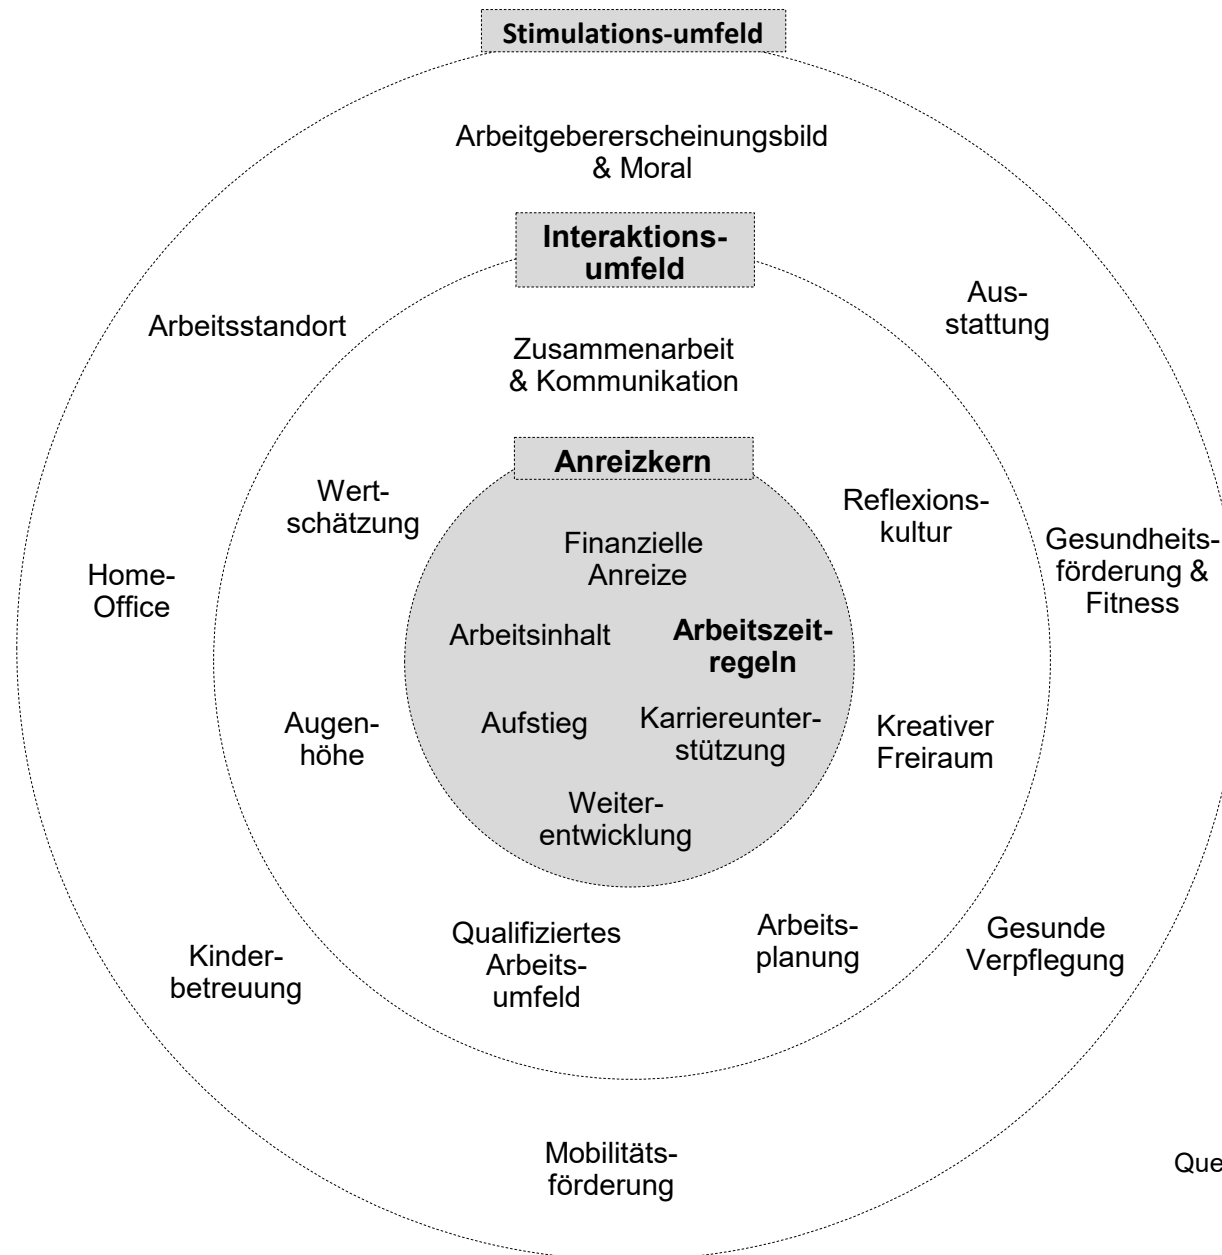 Stimulations-umfeld
Arbeitgebererscheinungsbild
& Moral
Interaktions-
umfeld
Aus-
stattung
Arbeitsstandort
Zusammenarbeit
& Kommunikation
Anreizkern
Wert-
schätzung
Reflexions-
kultur
Finanzielle
Anreize
Gesundheits-
förderung &
Fitness
Home-
Office
Arbeitsinhalt
Arbeitszeit-
regeln
Augen-
höhe
Aufstieg
Karriereunter-
stützung
Kreativer
Freiraum
Weiter-
entwicklung
Kinder-
betreuung
Qualifiziertes
Arbeits-
umfeld
Arbeits-
planung
Gesunde
Verpflegung
Mobilitäts-
förderung
Que